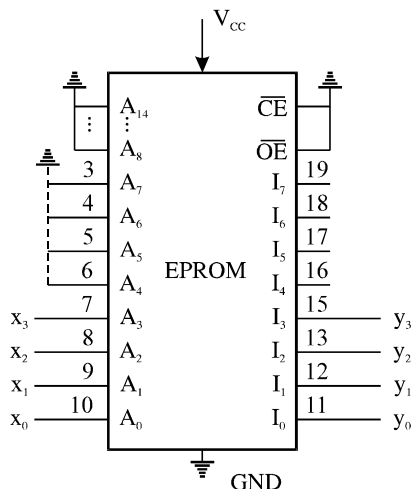 V_CC
A_14 C̅E̅
⋮ ⋮
A_8 O̅E̅
3 A_7 I_7 19
4 A_6 I_6 18
5 A_5 I_5 17
EPROM
6 A_4 I_4 16
x_3 7 A_3 I_3 15 y_3
x_2 8 A_2 I_2 13 y_2
x_1 9 A_1 I_1 12 y_1
x_0 10 A_0 I_0 11 y_0
GND